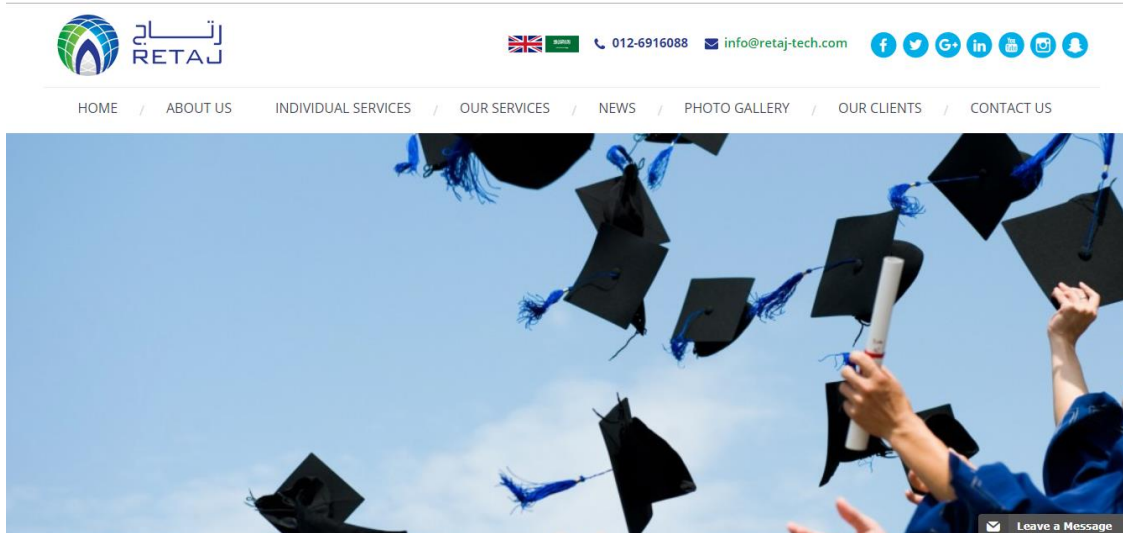 رتاج
RETAJ
012-6916088 info@retaj-tech.com
HOME / ABOUT US INDIVIDUAL SERVICES / OUR SERVICES / NEWS / PHOTO GALLERY / OUR CLIENTS / CONTACT US
Leave a Message